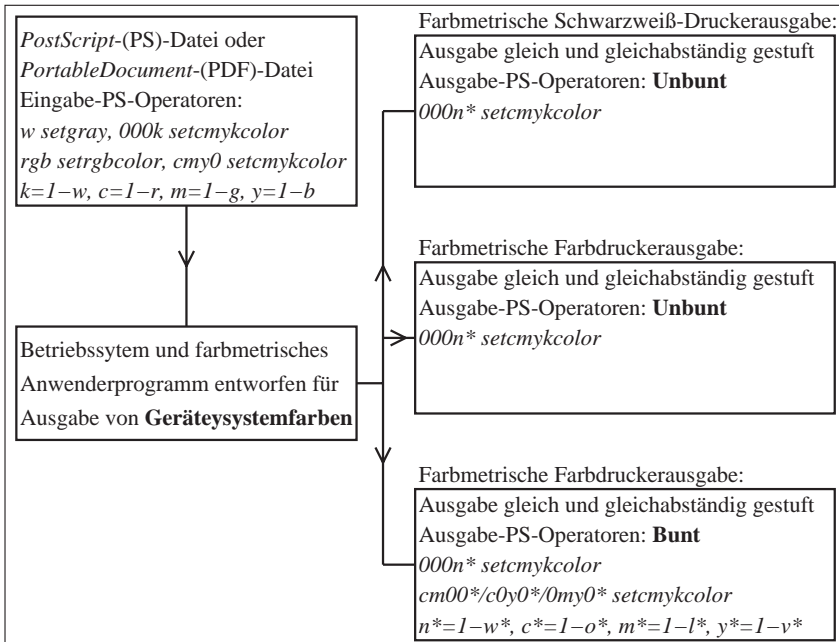 PostScript-(PS)-Datei oder
PortableDocument-(PDF)-Datei
Eingabe-PS-Operatoren:
w setgray, 000k setcmykcolor
rgb setrgbcolor, cmy0 setcmykcolor
k=1–w, c=1–r, m=1–g, y=1–b
Betriebssytem und farbmetrisches
Anwenderprogramm entworfen für
Ausgabe von Geräteysystemfarben
Farbmetrische Schwarzweiß-Druckerausgabe:
Ausgabe gleich und gleichabständig gestuft
Ausgabe-PS-Operatoren: Unbunt
000n* setcmykcolor
Farbmetrische Farbdruckerausgabe:
Ausgabe gleich und gleichabständig gestuft
Ausgabe-PS-Operatoren: Unbunt
000n* setcmykcolor
Farbmetrische Farbdruckerausgabe:
Ausgabe gleich und gleichabständig gestuft
Ausgabe-PS-Operatoren: Bunt
000n* setcmykcolor
cm00*/c0y0*/0my0* setcmykcolor
n*=1–w*, c*=1–o*, m*=1–l*, y*=1–v*